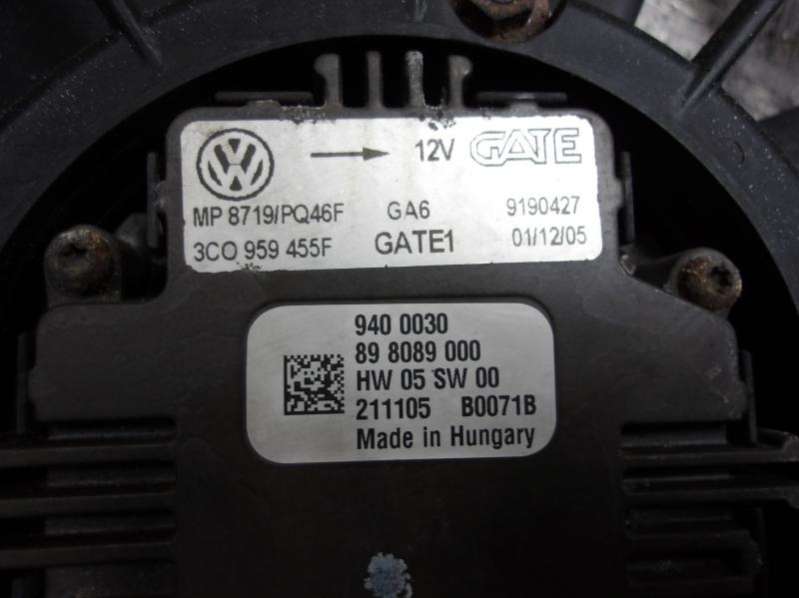 12V GATE
MP 8719/PQ46F GA6 9190427
3C0 959 455F GATE1 01/12/05
940 0030
89 8089 000
HW 05 SW 00
211105 B0071B
Made in Hungary